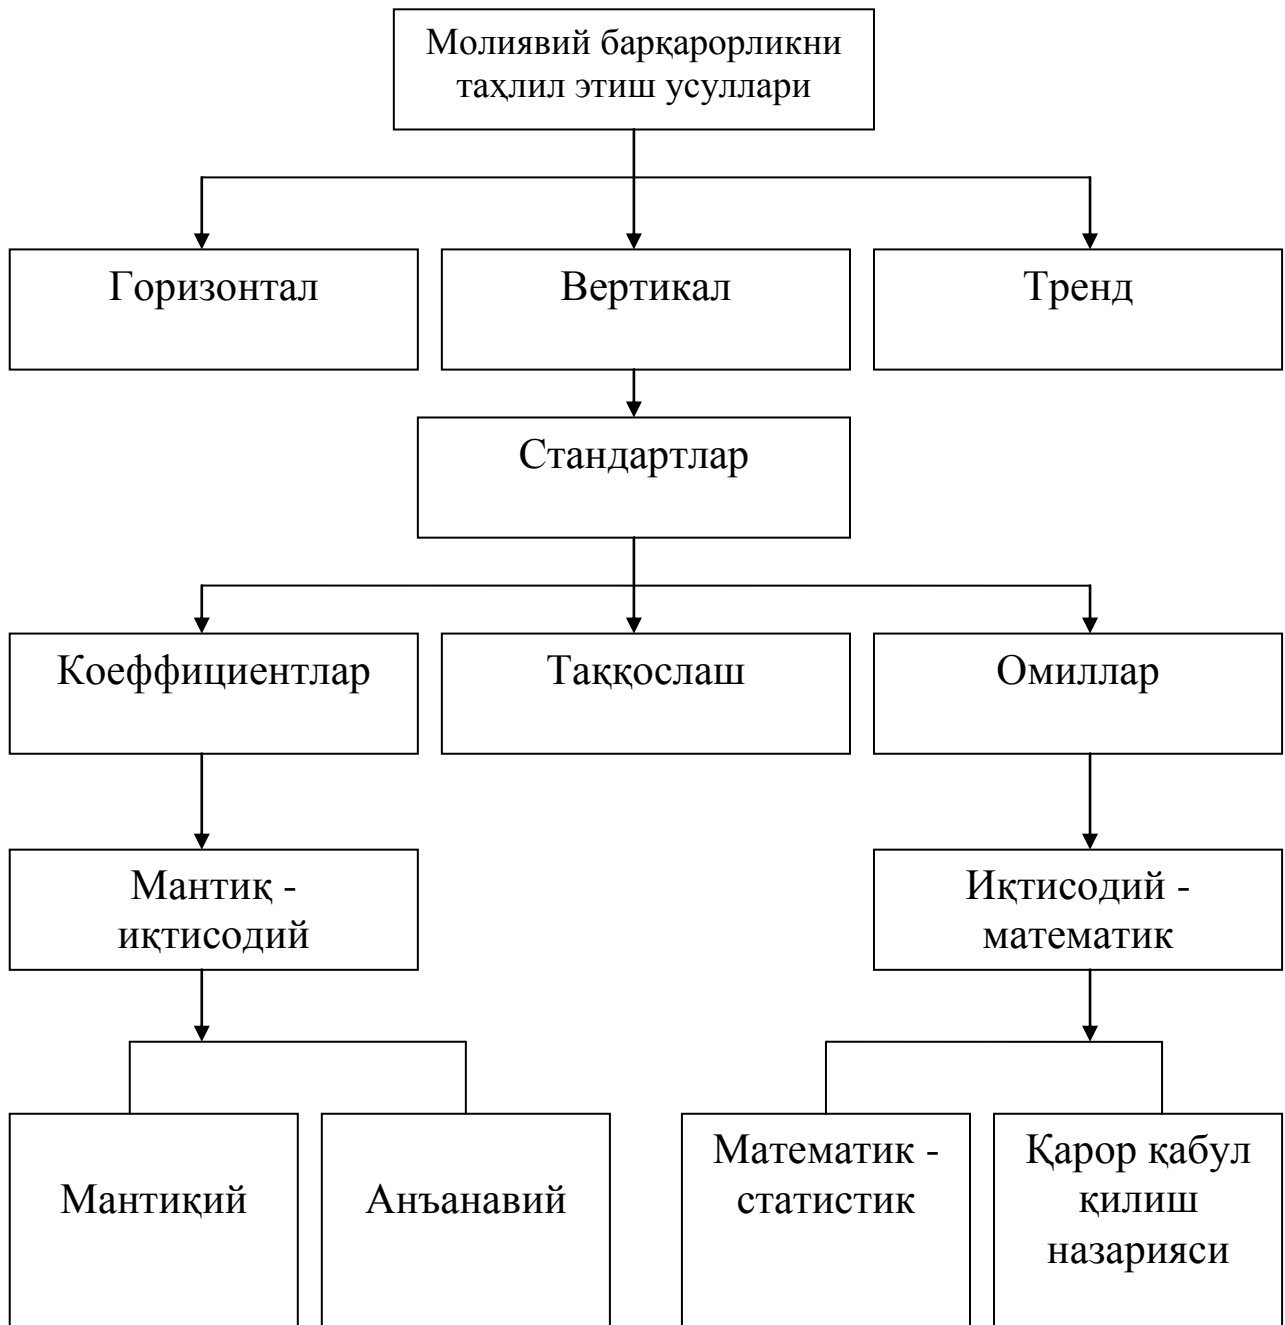 Молиявий барқарорликни
таҳлил этиш усуллари
Горизонтал
Вертикал
Тренд
Стандартлар
Коеффициентлар
Таққослаш
Омиллар
Мантиқ -
иқтисодий
Иқтисодий -
математик
Мантиқий
Анъанавий
Математик -
статистик
Қарор қабул
қилиш
назарияси